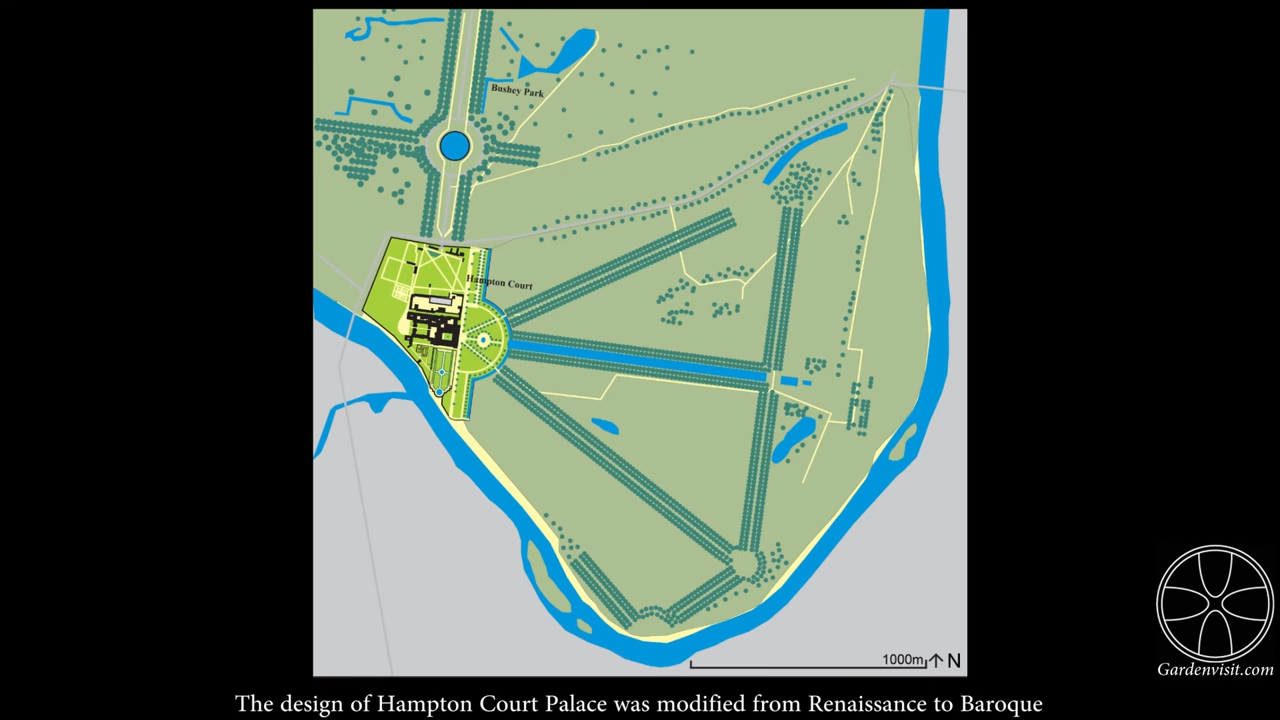 Bushey Park
Hampton Court
1000m N
Gardenvisit.com
The design of Hampton Court Palace was modified from Renaissance to Baroque